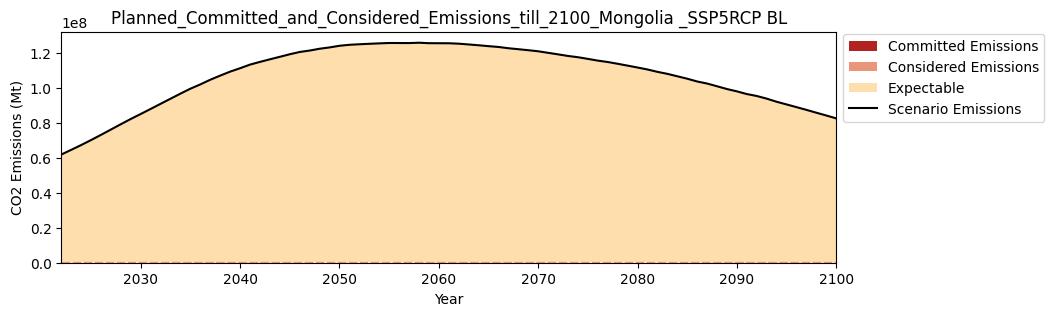 Planned_Committed_and_Considered_Emissions_till_2100_Mongolia _SSP5RCP BL
1e8
CO2 Emissions (Mt)
1.2
1.0
0.8
0.6
0.4
0.2
0.0
2030
2040
2050
2060
2070
2080
2090
2100
Year
Committed Emissions
Considered Emissions
Expectable
Scenario Emissions